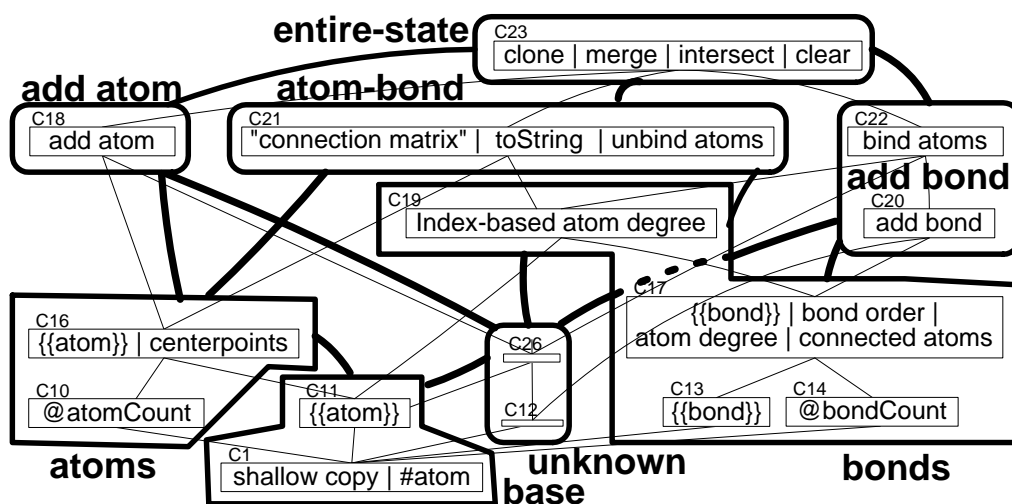 entire-state
C23
clone | merge | intersect | clear
add atom
atom-bond
C18
add atom
C21
"connection matrix" | toString | unbind atoms
C22
bind atoms
add bond
C19
Index-based atom degree
C20
add bond
C17
{{bond}} | bond order |
atom degree | connected atoms
C16
{{atom}} | centerpoints
C26
C10
@atomCount
C11
{{atom}}
C12
C13
{{bond}}
C14
@bondCount
atoms
C1
shallow copy | #atom
unknown
base
bonds